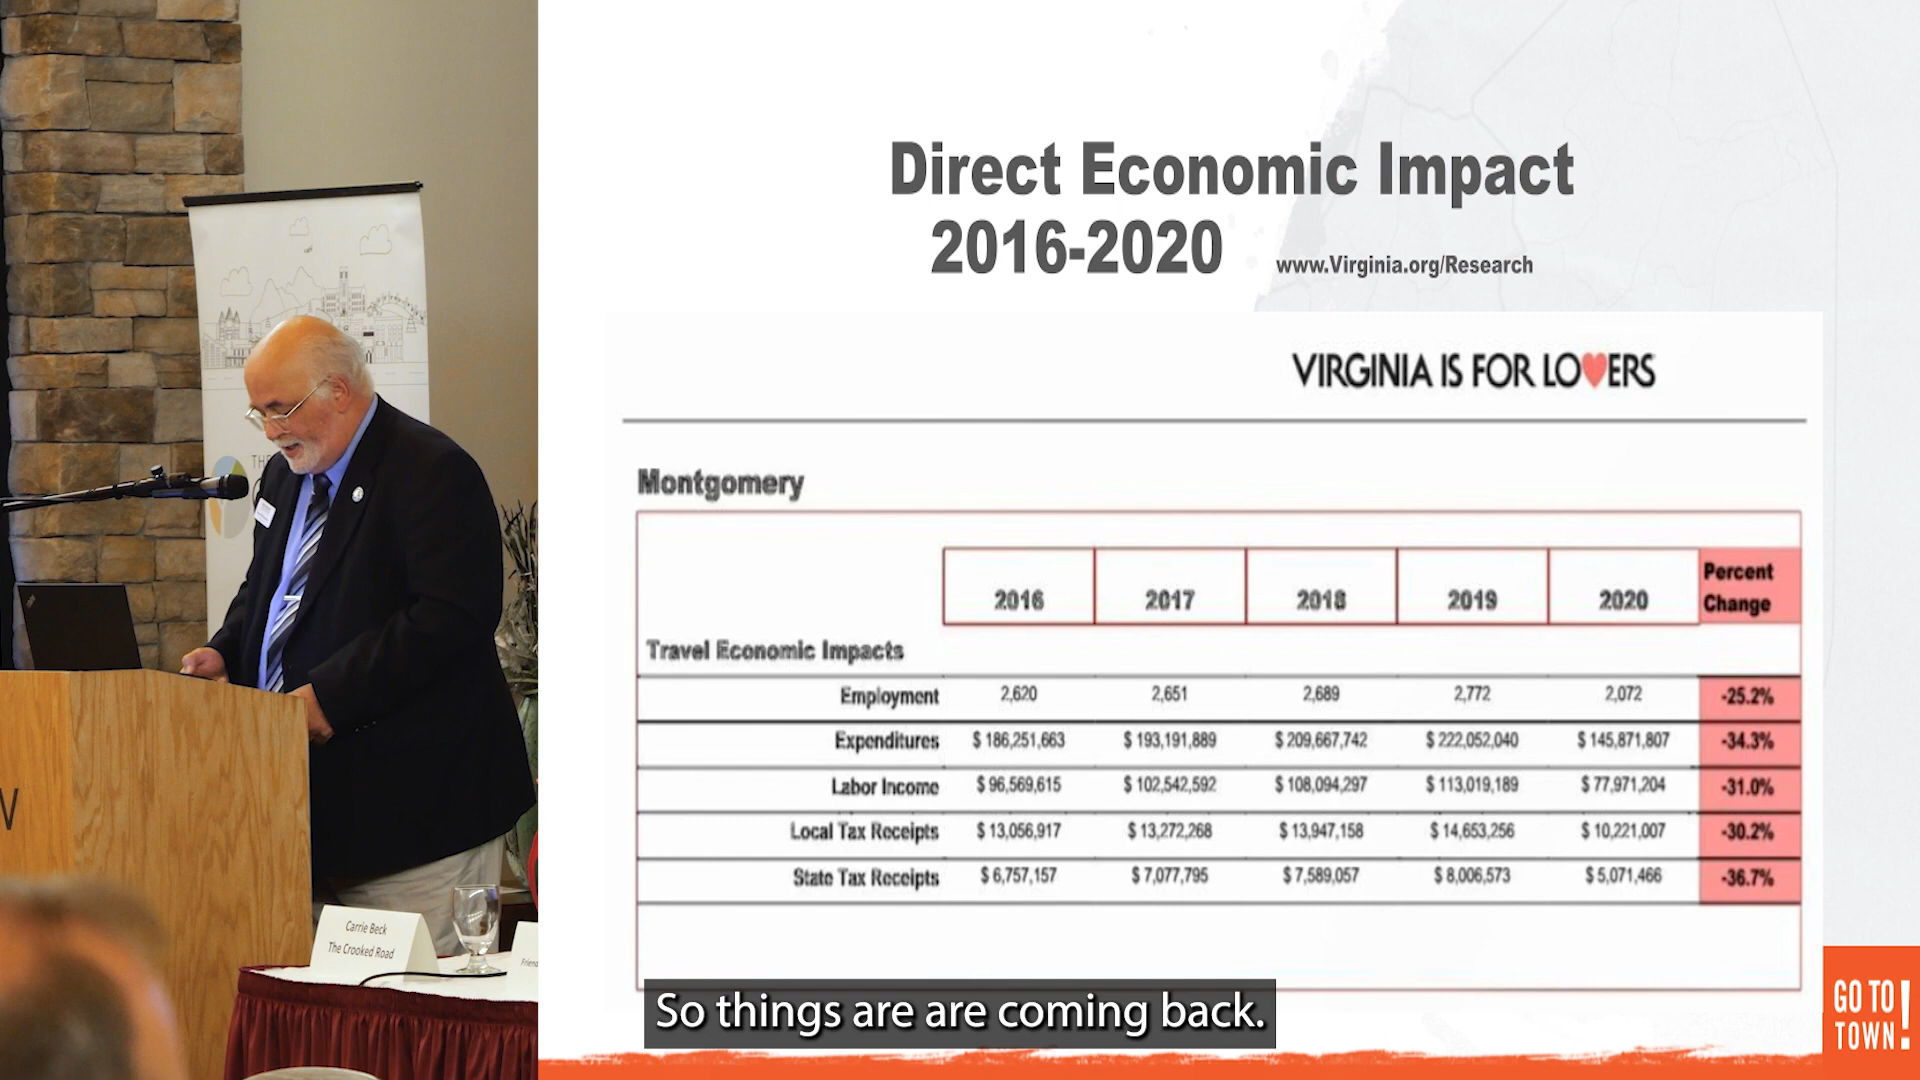 Direct Economic Impact
2016-2020 www.Virginia.org/Research
VIRGINIA IS FOR LOVERS
Montgomery
2016 2017 2018 2019 2020 Percent Change
Travel Economic Impacts
Employment 2,620 2,651 2,689 2,772 2,072 -25.2%
Expenditures $ 186,251,663 $ 193,191,889 $ 209,667,742 $ 222,052,040 $ 145,871,807 -34.3%
Labor Income $ 96,569,615 $ 102,542,592 $ 108,094,297 $ 113,019,189 $ 77,971,204 -31.0%
Local Tax Receipts $ 13,056,917 $ 13,272,268 $ 13,947,158 $ 14,653,256 $ 10,221,007 -30.2%
State Tax Receipts $ 6,757,157 $ 7,077,795 $ 7,589,057 $ 8,006,573 $ 5,071,466 -36.7%
So things are are coming back.
GO TO
TOWN!
Carrie Beck
The Crooked Road